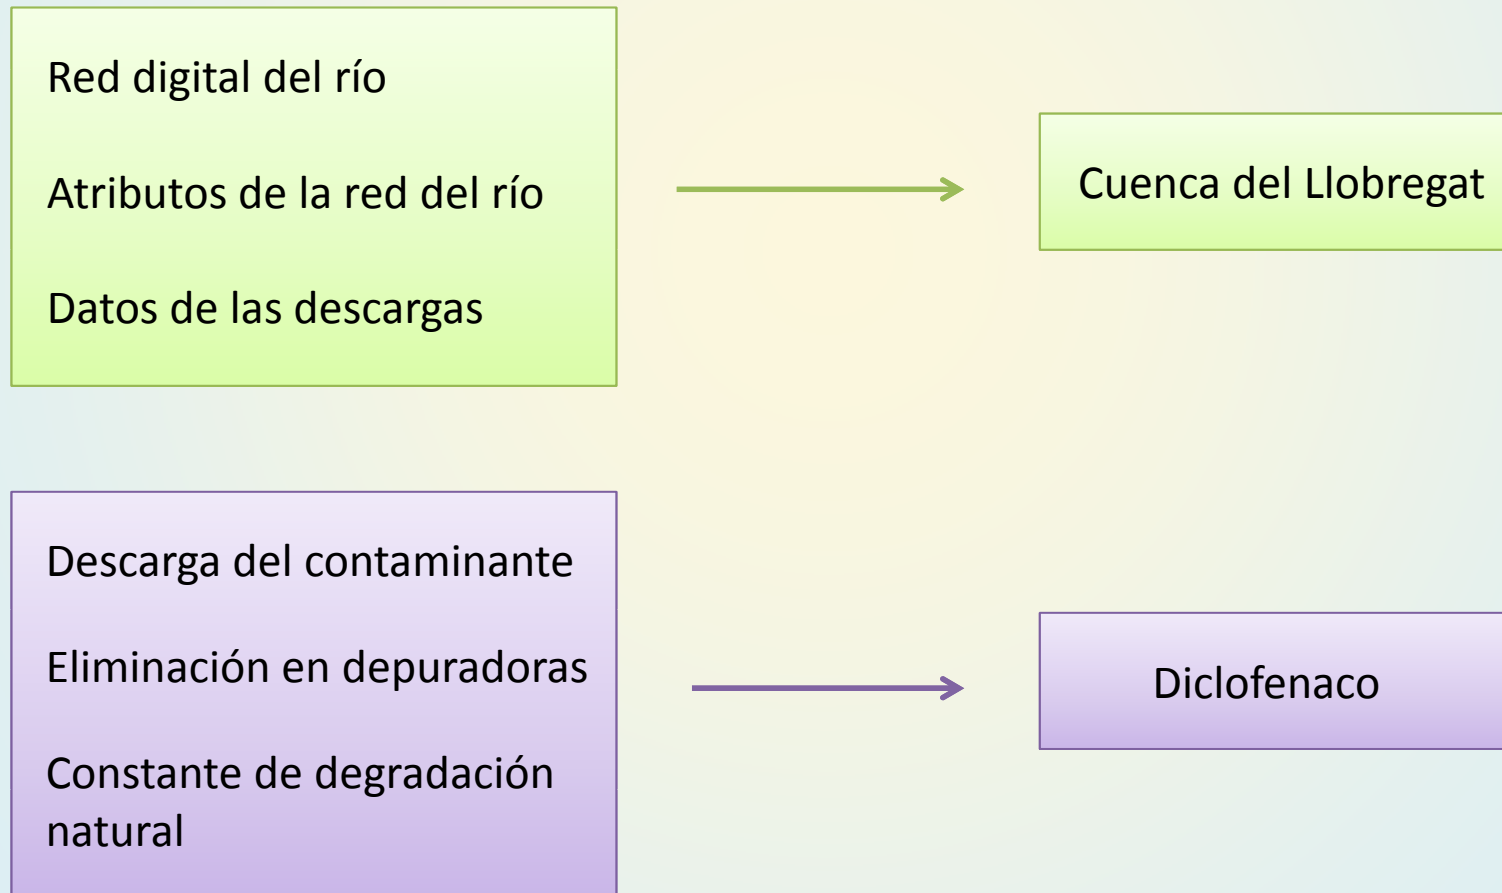 Red digital del río
Atributos de la red del río
Datos de las descargas
Cuenca del Llobregat
Descarga del contaminante
Eliminación en depuradoras
Constante de degradación
natural
Diclofenaco